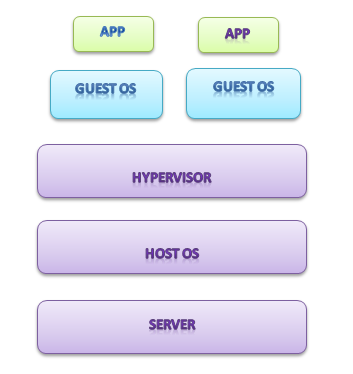 APP
APP
GUEST OS
GUEST OS
HYPERVISOR
HOST OS
SERVER